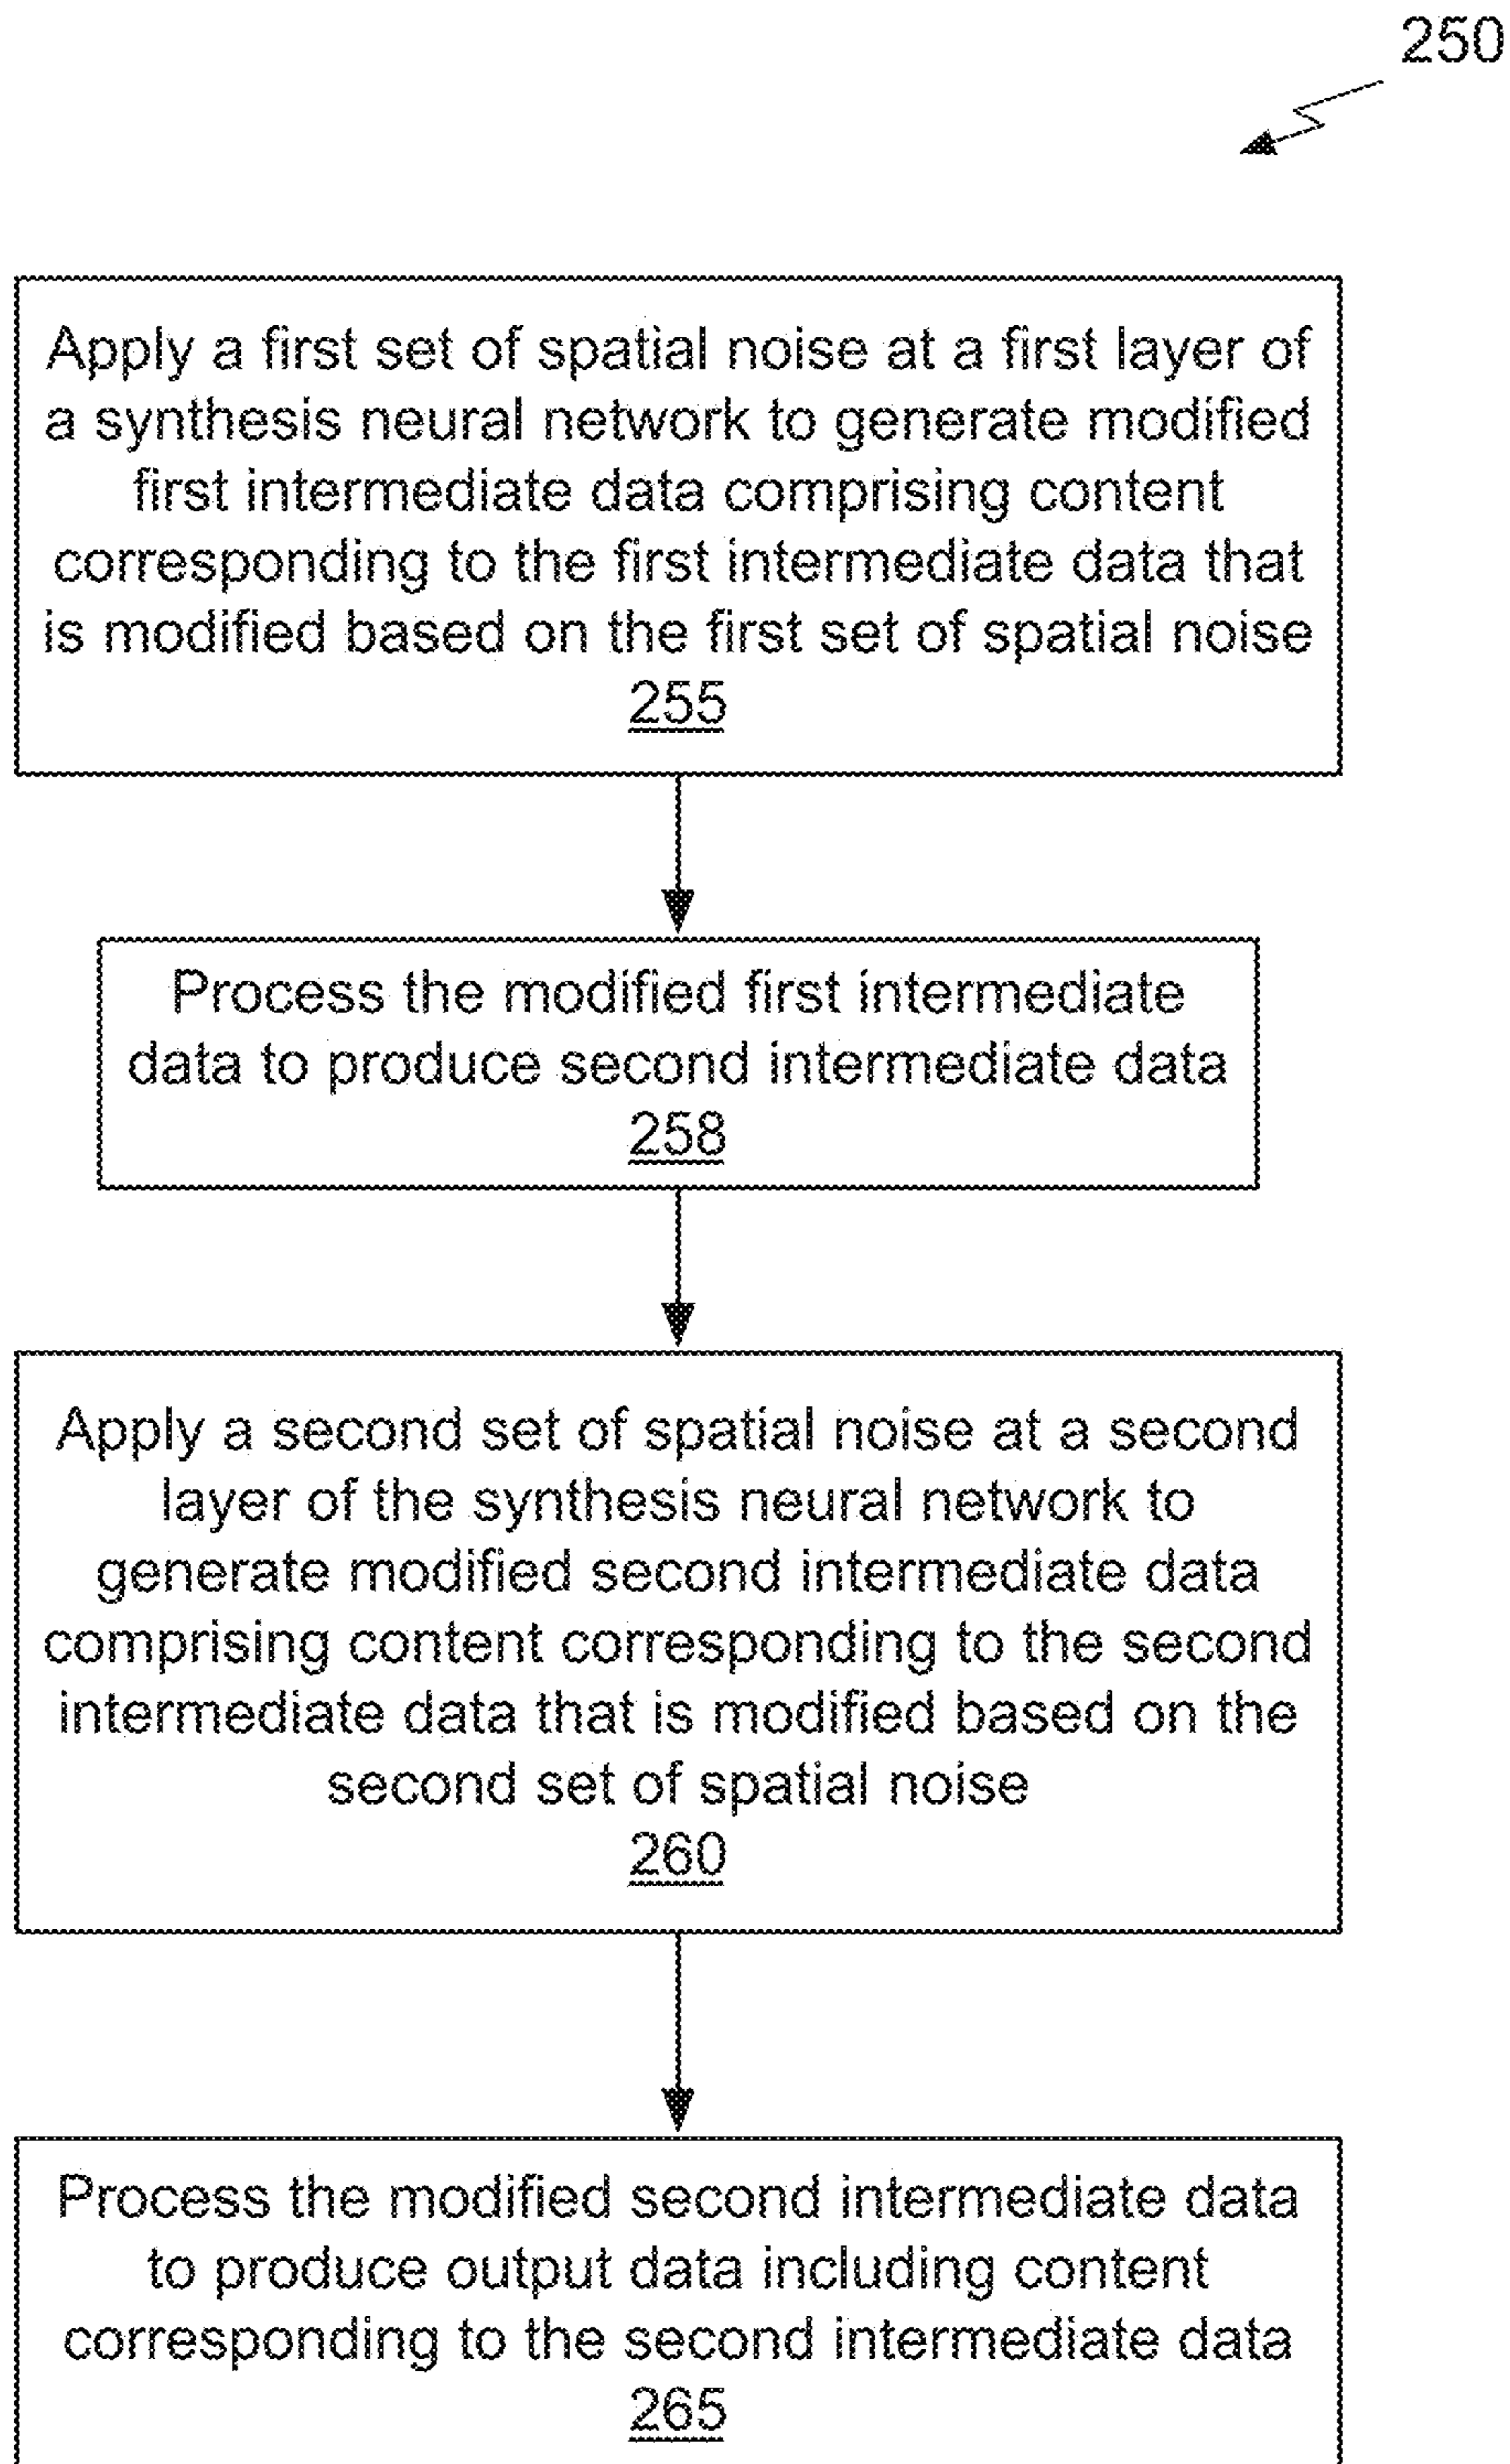 250
Apply a first set of spatial noise at a first layer of
a synthesis neural network to generate modified
first intermediate data comprising content
corresponding to the first intermediate data that
is modified based on the first set of spatial noise
255
Process the modified first intermediate
data to produce second intermediate data
258
Apply a second set of spatial noise at a second
layer of the synthesis neural network to
generate modified second intermediate data
comprising content corresponding to the second
intermediate data that is modified based on the
second set of spatial noise
260
Process the modified second intermediate data
to produce output data including content
corresponding to the second intermediate data
265